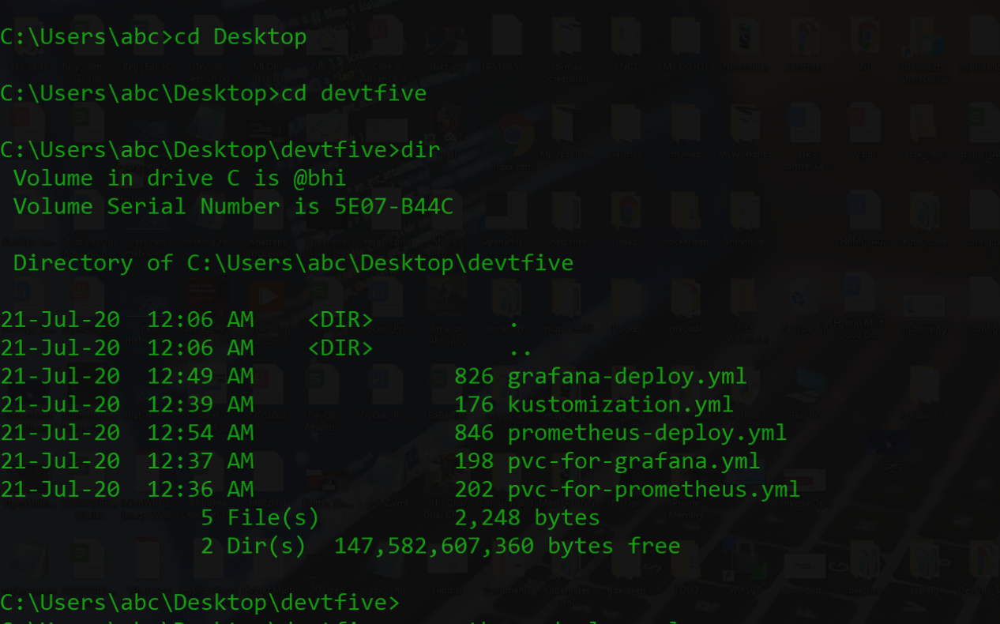 C:\Users\abc>cd Desktop
C:\Users\abc\Desktop>cd devtfive
C:\Users\abc\Desktop\devtfive>dir
 Volume in drive C is @bhi
 Volume Serial Number is 5E07-B44C
 Directory of C:\Users\abc\Desktop\devtfive
21-Jul-20  12:06 AM    <DIR>          .
21-Jul-20  12:06 AM    <DIR>          ..
21-Jul-20  12:49 AM               826 grafana-deploy.yml
21-Jul-20  12:39 AM               176 kustomization.yml
21-Jul-20  12:54 AM               846 prometheus-deploy.yml
21-Jul-20  12:37 AM               198 pvc-for-grafana.yml
21-Jul-20  12:36 AM               202 pvc-for-prometheus.yml
               5 File(s)          2,248 bytes
               2 Dir(s)  147,582,607,360 bytes free
C:\Users\abc\Desktop\devtfive>